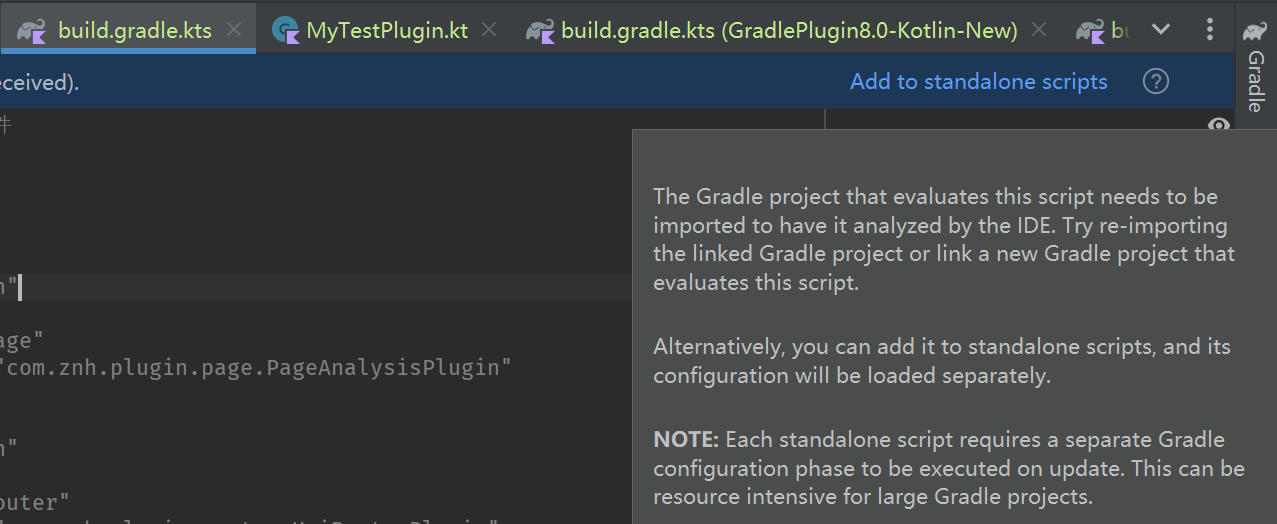 build.gradle.kts
MyTestPlugin.kt
build.gradle.kts (GradlePlugin8.0-Kotlin-New)
Gradle
eceived).
Add to standalone scripts
?
件
The Gradle project that evaluates this script needs to be
imported to have it analyzed by the IDE. Try re-importing
the linked Gradle project or link a new Gradle project that
evaluates this script.
n"
age"
"com.znh.plugin.page.PageAnalysisPlugin"
Alternatively, you can add it to standalone scripts, and its
configuration will be loaded separately.
n"
outer"
NOTE: Each standalone script requires a separate Gradle
configuration phase to be executed on update. This can be
resource intensive for large Gradle projects.